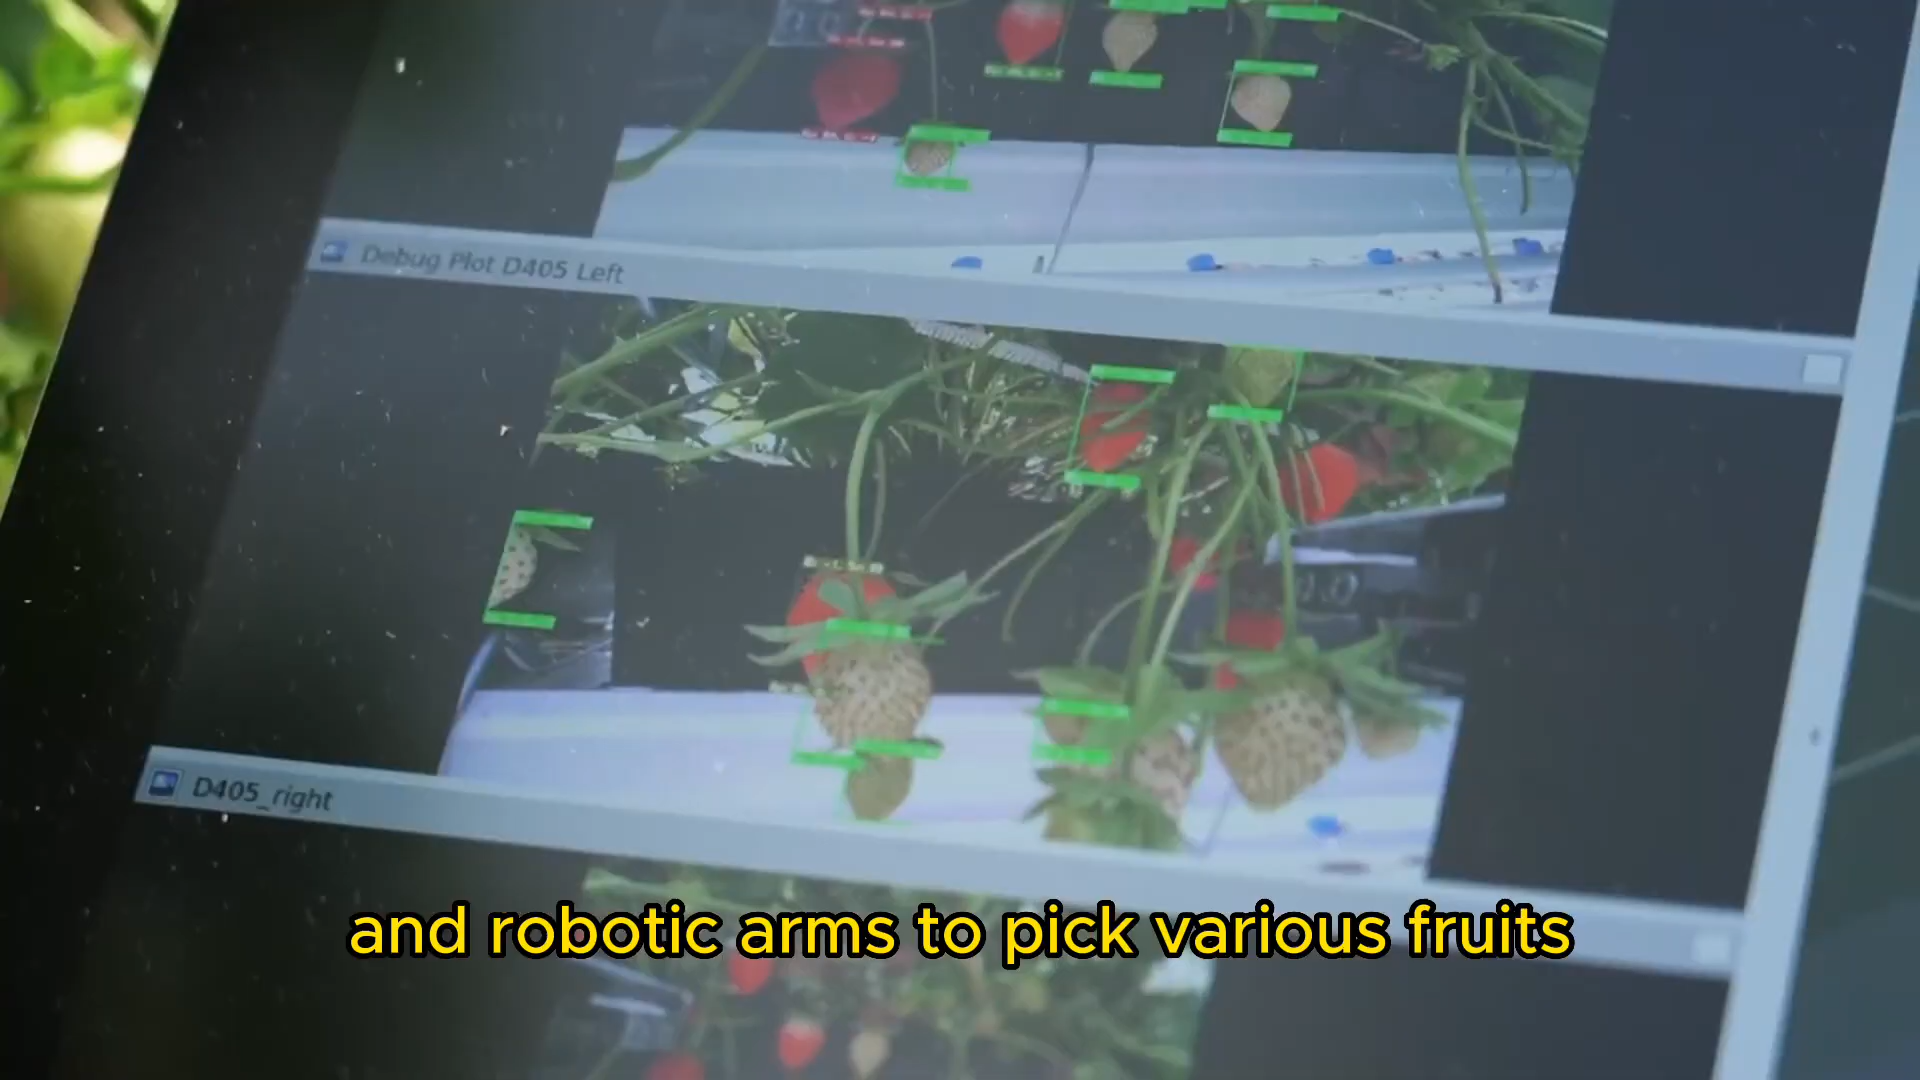 Debug Plot D405 Left
D405_right
and robotic arms to pick various fruits